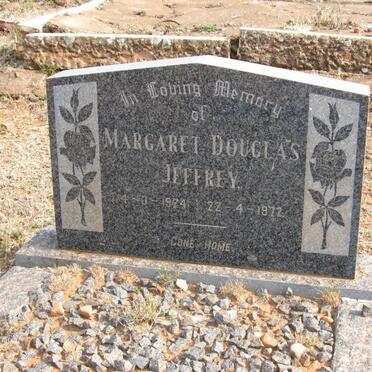 In Loving Memory
of
MARGARET DOUGLAS
JEFFREY.
1924 22-4-1972
GONE HOME